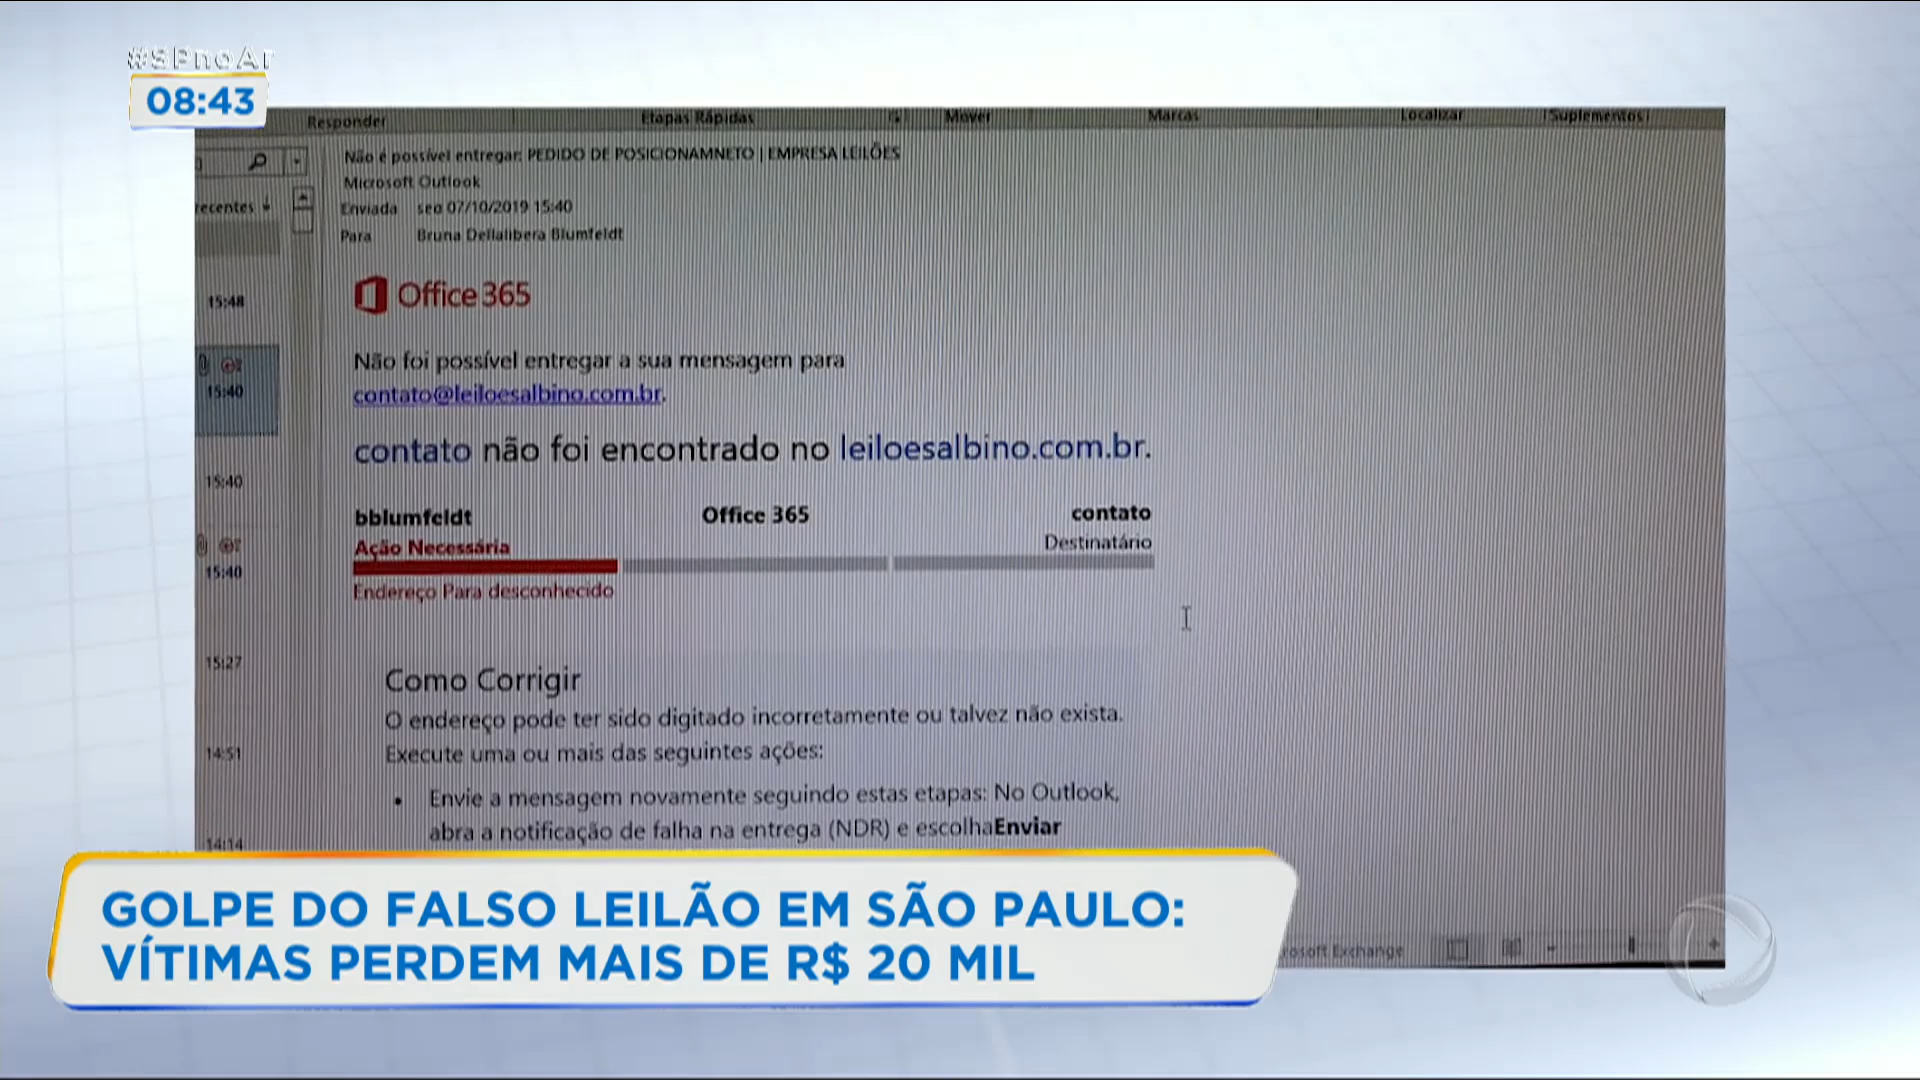 #SPnoAr
08:43
Responder Etapas Rápidas Mover Marcas Localizar Suplementos
Não é possível entregar: PEDIDO DE POSICIONAMNETO | EMPRESA LEILÕES
Microsoft Outlook
recentes
Enviada seg 07/10/2019 15:40
Para Bruna Dellalibera Blumfeldt
Office 365
15:48
Não foi possível entregar a sua mensagem para
contato@leiloesalbino.com.br.
15:40
contato não foi encontrado no leiloesalbino.com.br.
15:40
bblumfeldt Office 365 contato
Ação Necessária Destinatário
15:40
Endereço Para desconhecido
15:27
Como Corrigir
O endereço pode ter sido digitado incorretamente ou talvez não exista.
14:51
Execute uma ou mais das seguintes ações:
• Envie a mensagem novamente seguindo estas etapas: No Outlook,
abra a notificação de falha na entrega (NDR) e escolhaEnviar
14:14
GOLPE DO FALSO LEILÃO EM SÃO PAULO:
VÍTIMAS PERDEM MAIS DE R$ 20 MIL
rosoft Exchange